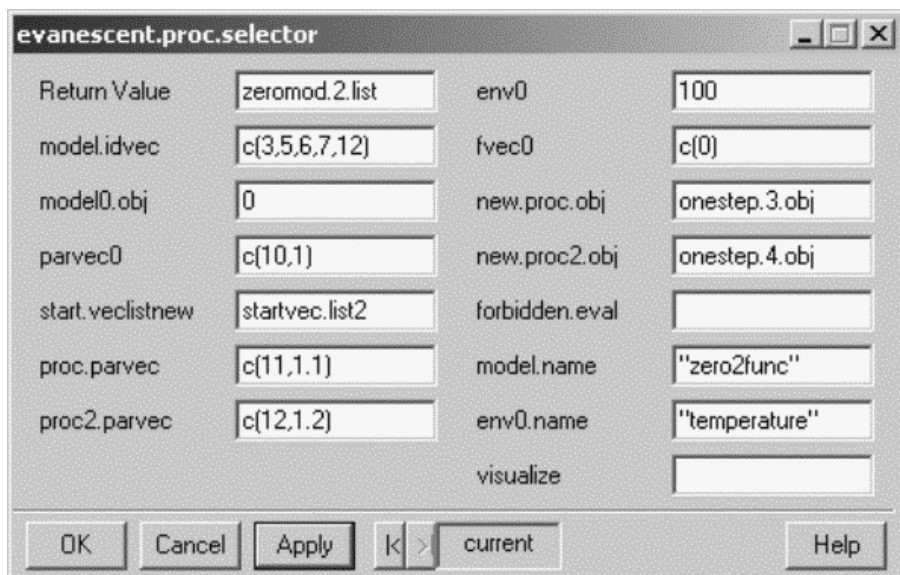 evanescent.proc.selector
Return Value zeromod.2.list env0 100
model.idvec c(3,5,6,7,12) fvec0 c(0)
model0.obj 0 new.proc.obj onestep.3.obj
parvec0 c(10,1) new.proc2.obj onestep.4.obj
start.veclistnew startvec.list2 forbidden.eval
proc.parvec c(11,1.1) model.name "zero2func"
proc2.parvec c(12,1.2) env0.name "temperature"
visualize
OK Cancel Apply current Help